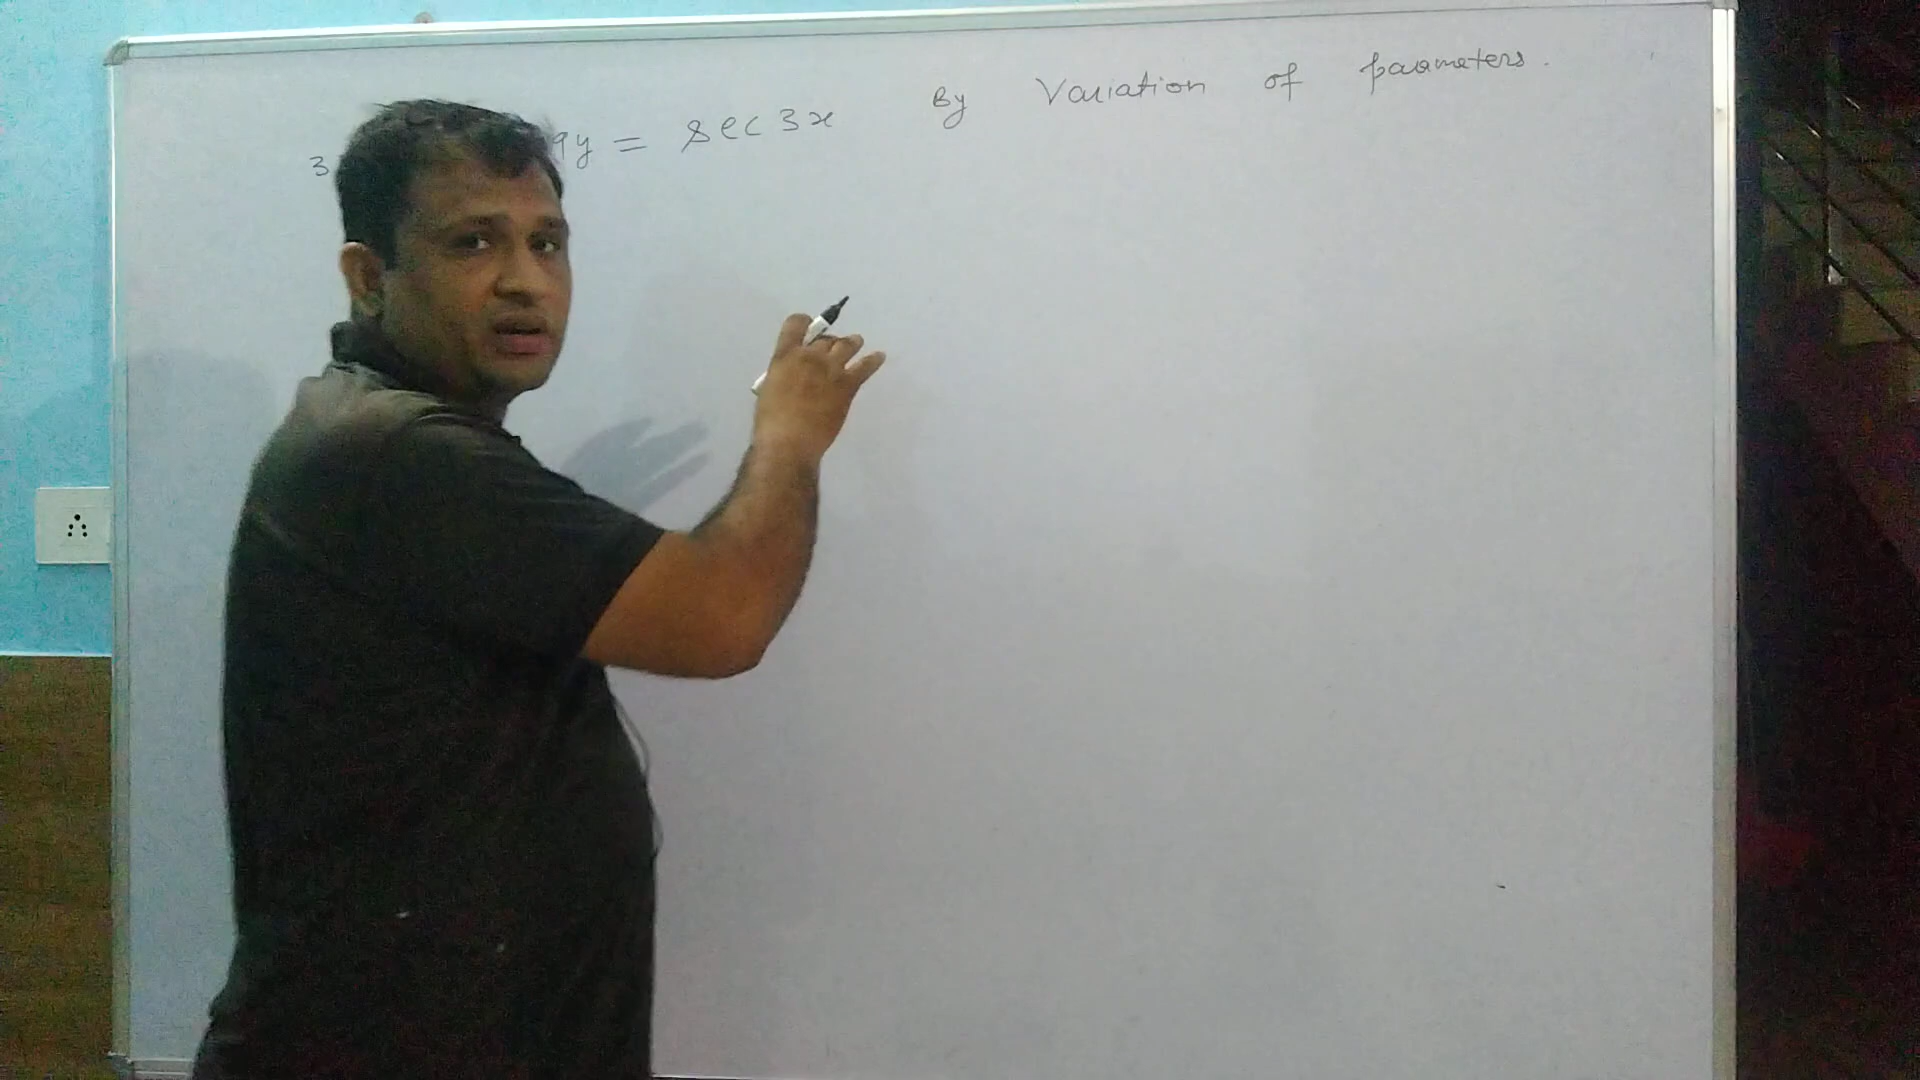 3 9y = sec 3x By Variation of parameters.